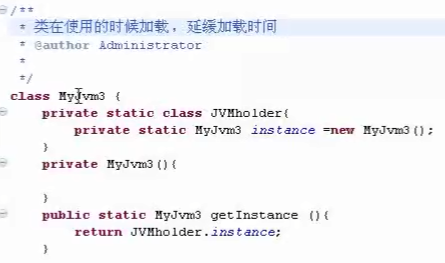 /**
* 类在使用的时候加载，延缓加载时间
* @author Administrator
*
*/
class MyJvm3 {
private static class JVMholder{
private static MyJvm3 instance =new MyJvm3();
}
private MyJvm3(){
}
public static MyJvm3 getInstance (){
return JVMholder.instance;
}